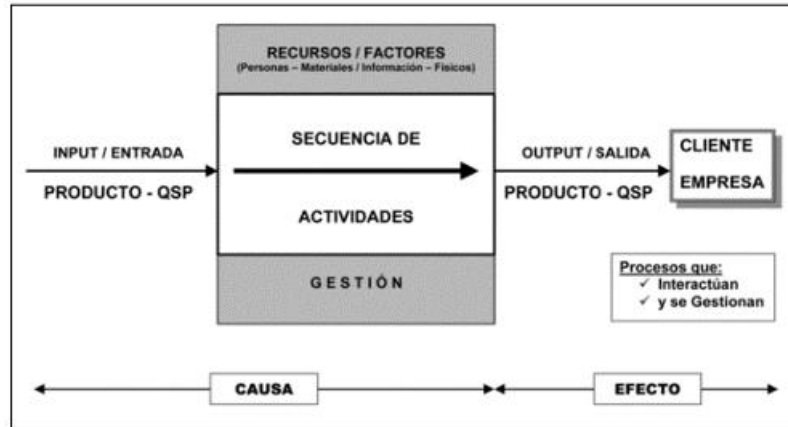 RECURSOS / FACTORES
(Personas – Materiales / Información – Físicos)
INPUT / ENTRADA
PRODUCTO - QSP
SECUENCIA DE
ACTIVIDADES
GESTIÓN
OUTPUT / SALIDA
PRODUCTO - QSP
CLIENTE
EMPRESA
Procesos que:
✓ Interactúan
✓ y se Gestionan
CAUSA
EFECTO